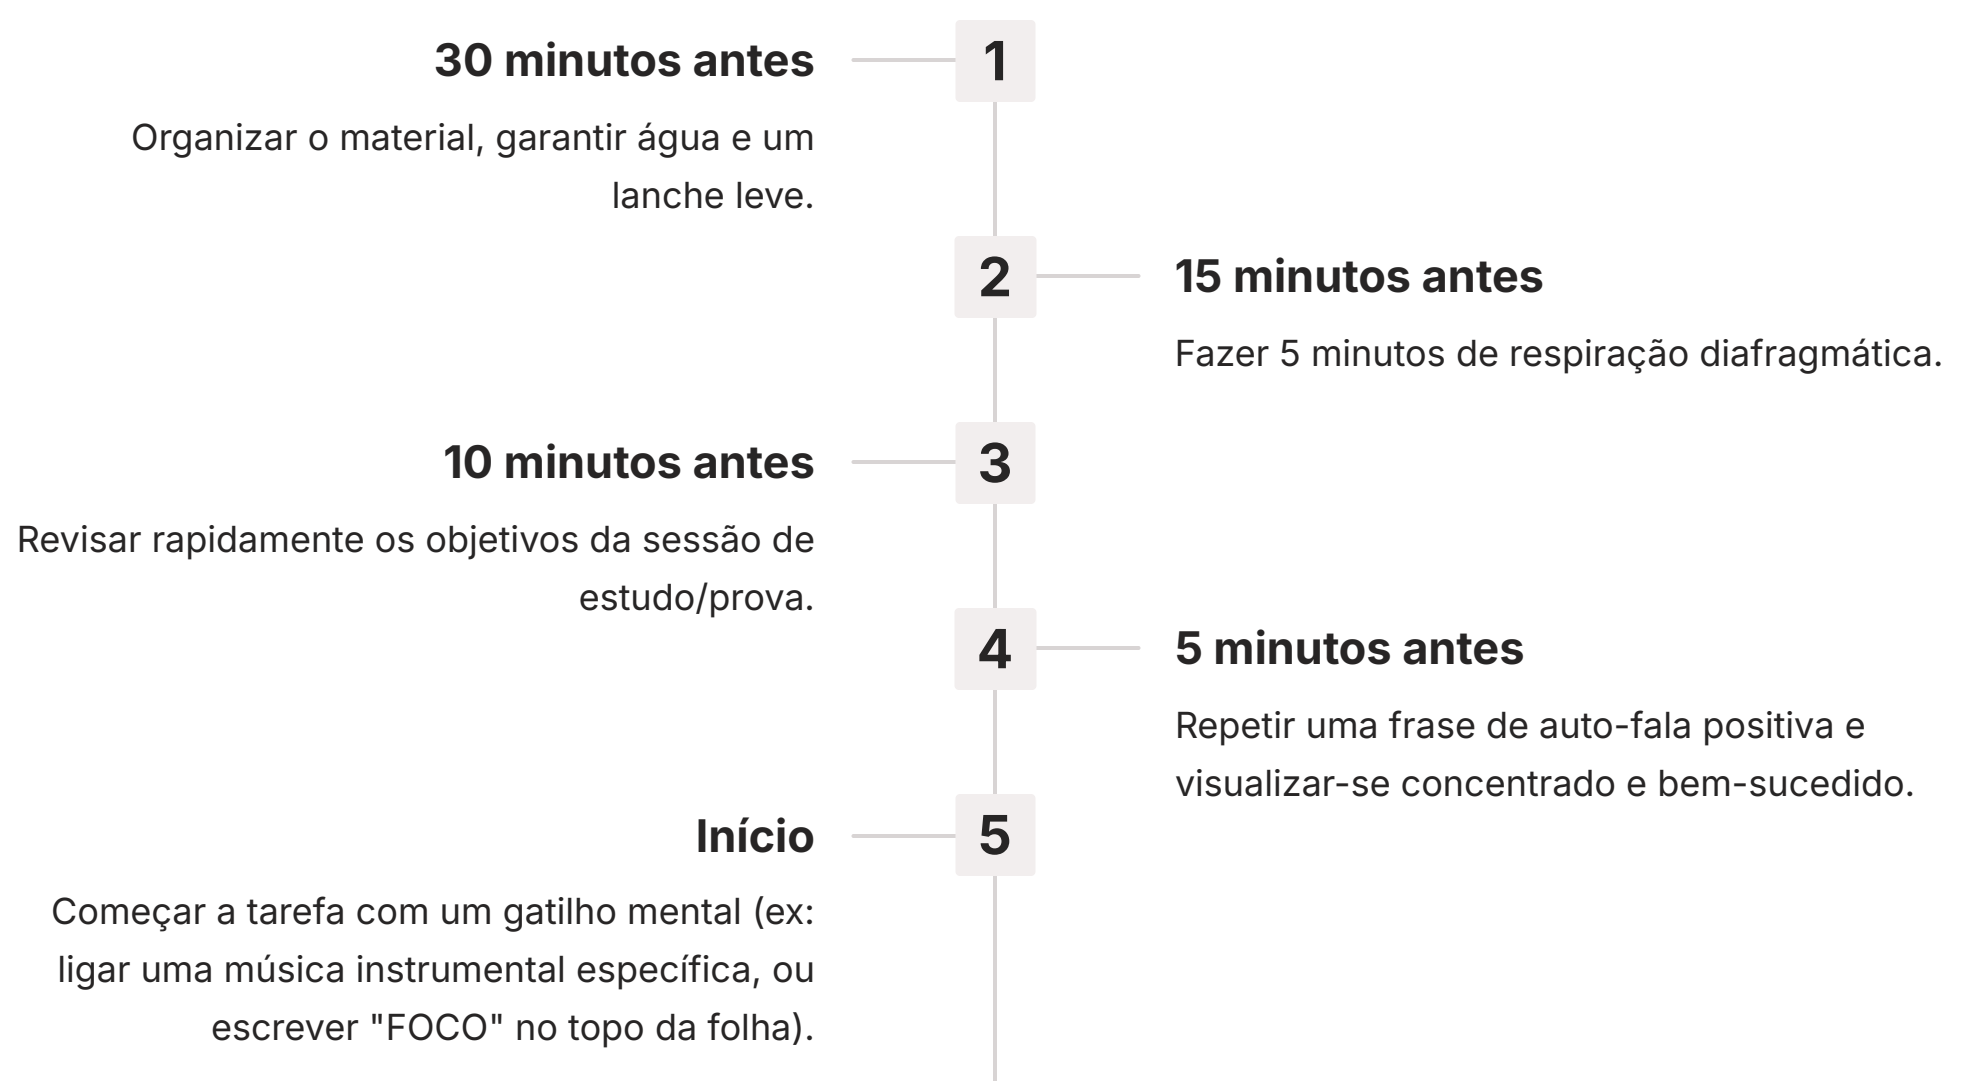 1
30 minutos antes
Organizar o material, garantir água e um
lanche leve.
2
15 minutos antes
Fazer 5 minutos de respiração diafragmática.
3
10 minutos antes
Revisar rapidamente os objetivos da sessão de
estudo/prova.
4
5 minutos antes
Repetir uma frase de auto-fala positiva e
visualizar-se concentrado e bem-sucedido.
5
Início
Começar a tarefa com um gatilho mental (ex:
ligar uma música instrumental específica, ou
escrever "FOCO" no topo da folha).